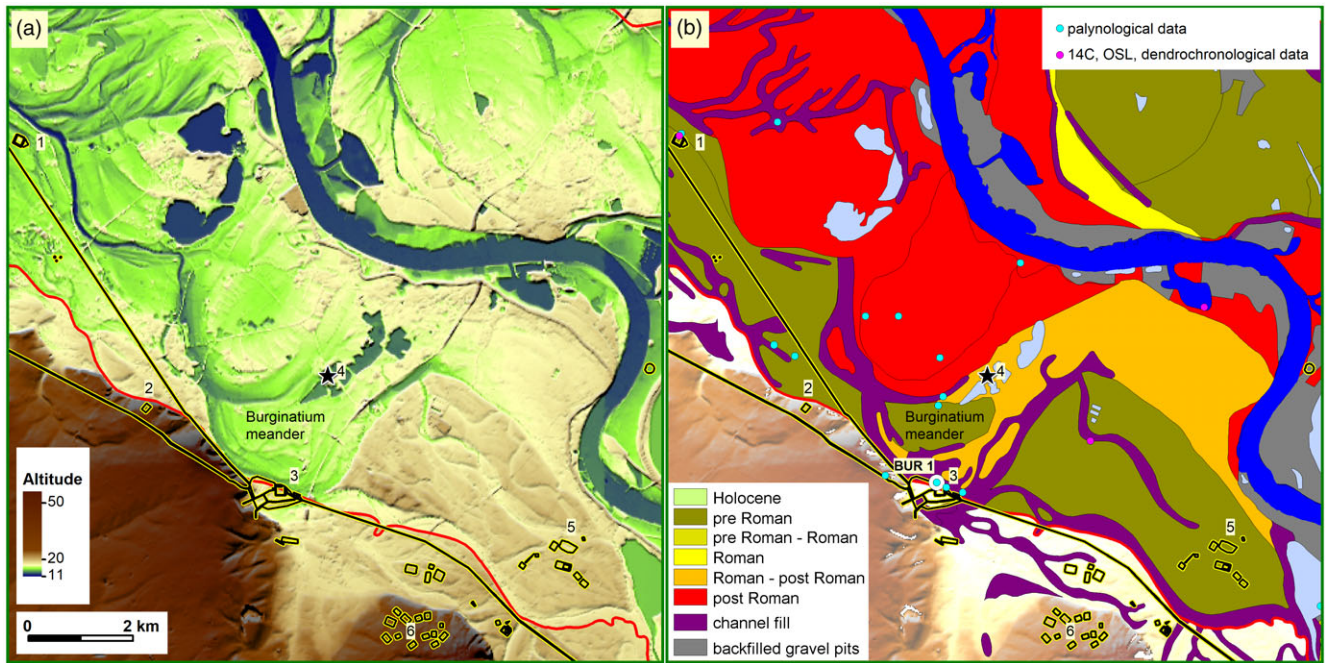 (a)
1
2
4
Burginatium
meander
3
5
6
Altitude
50
20
11
0 2 km
(b)
palynological data
14C, OSL, dendrochronological data
1
2
4
Burginatium
meander
BUR 1
3
5
6
Holocene
pre Roman
pre Roman - Roman
Roman
Roman - post Roman
post Roman
channel fill
backfilled gravel pits